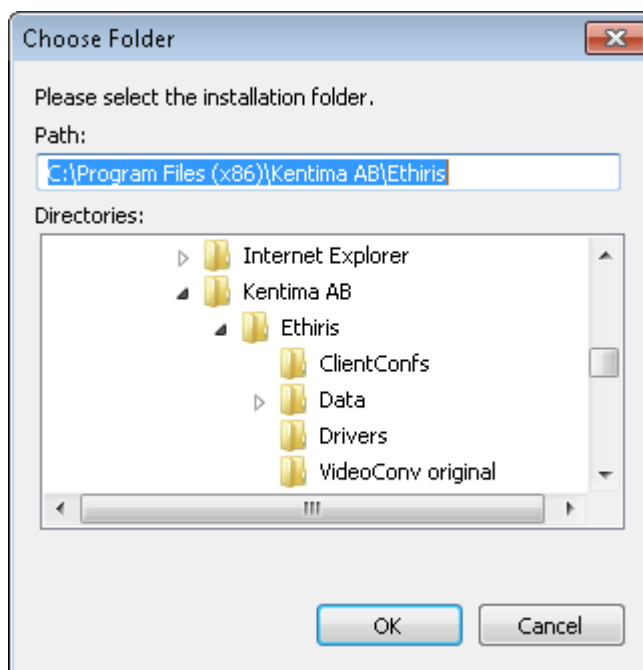 Choose Folder
Please select the installation folder.
Path:
C:\Program Files (x86)\Kentima AB\Ethiris
Directories:
Internet Explorer
Kentima AB
Ethiris
ClientConfs
Data
Drivers
VideoConv original
OK Cancel